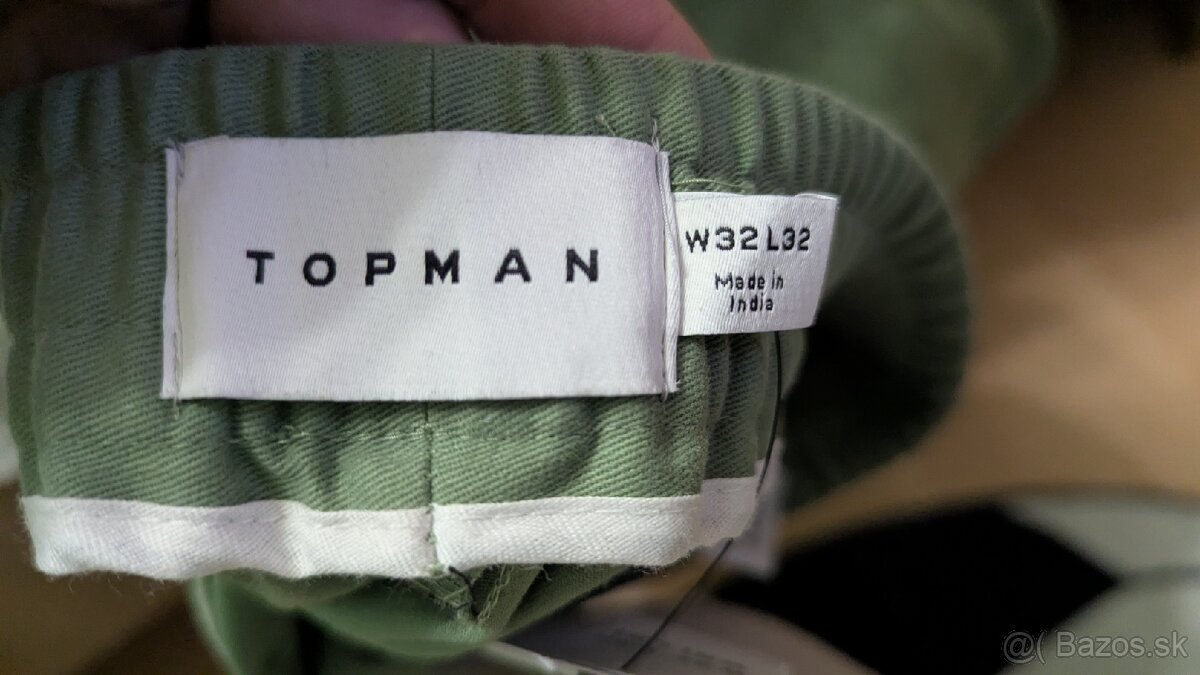 TOPMAN
W32 L32
Made in
India
@( Bazos.sk